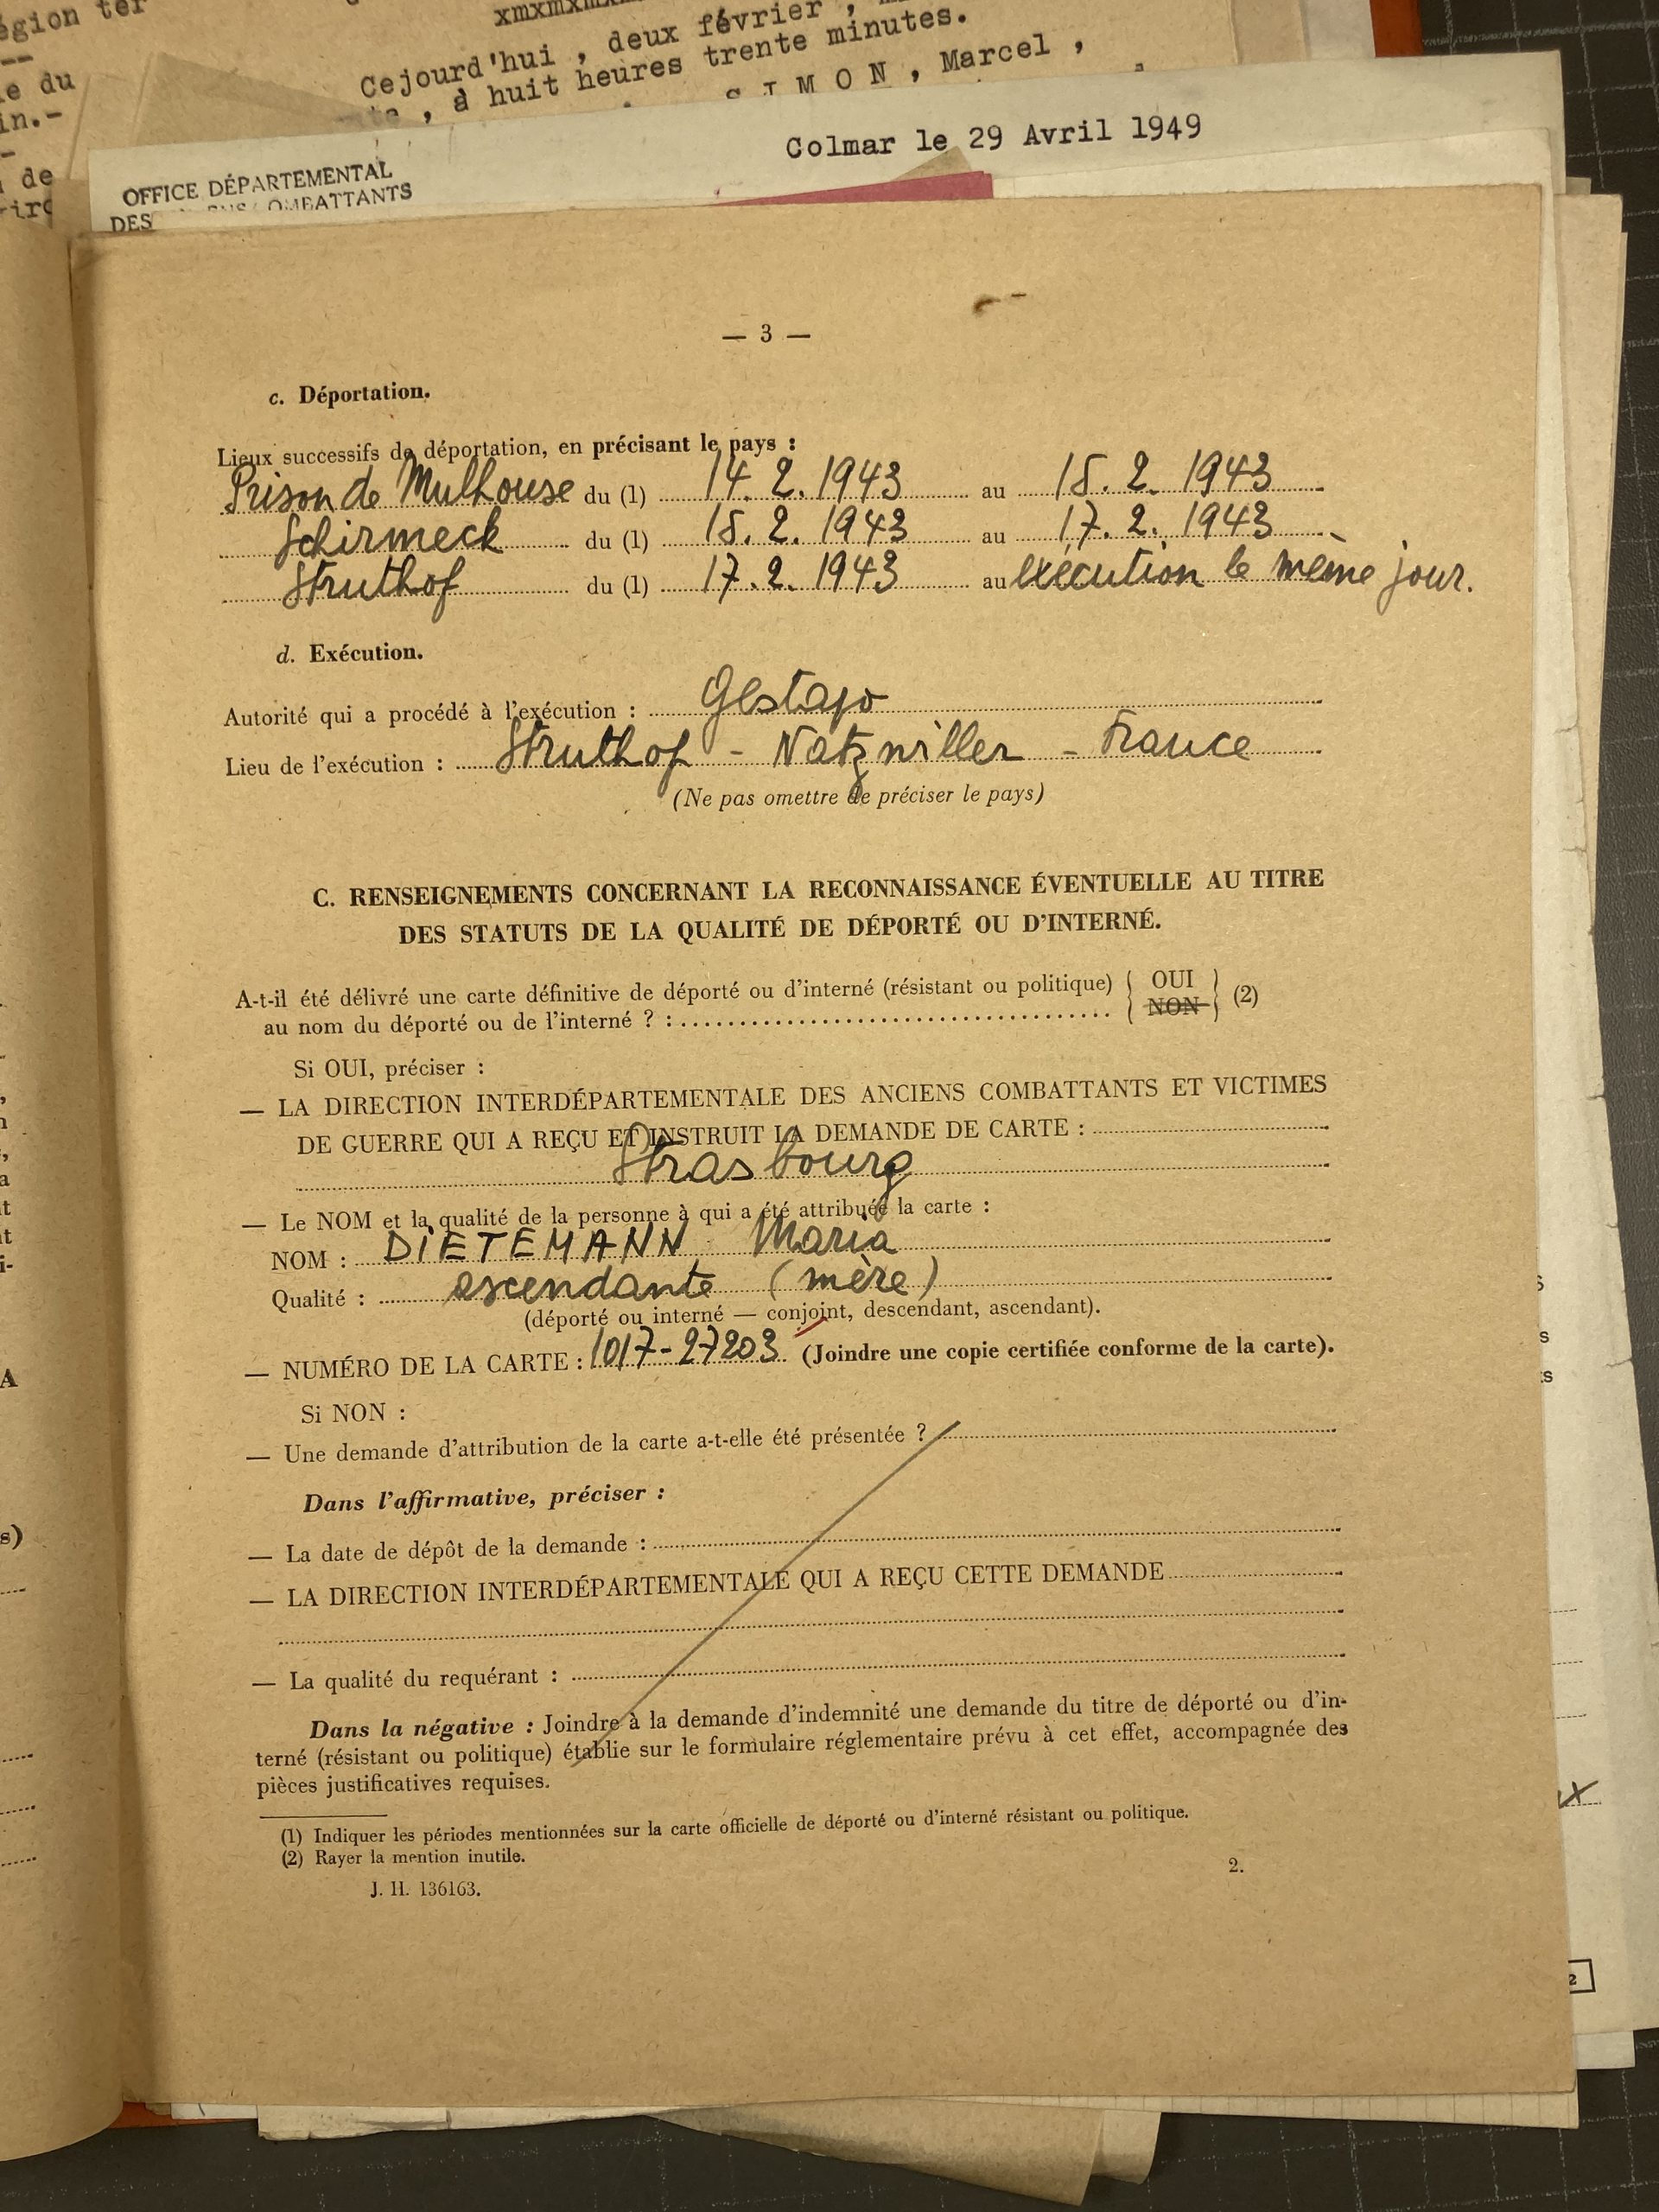 égion ter
e du
in.-
de
xmxmxmx
Cejourd'hui , deux février ,
, à huit heures trente minutes.
S I M O N , Marcel ,
Colmar le 29 Avril 1949
OFFICE DÉPARTEMENTAL
DES COMBATTANTS
— 3 —
c. Déportation.
Lieux successifs de déportation, en précisant le pays :
Prison de Mulhouse du (1) 14. 2. 1943 au 15. 2. 1943
Schirmeck du (1) 15. 2. 1943 au 17. 2. 1943
Struthof du (1) 17. 2. 1943 au exécution le même jour.
d. Exécution.
Autorité qui a procédé à l'exécution : Gestapo
Lieu de l'exécution : Struthof - Natzwiller - France
(Ne pas omettre de préciser le pays)
C. RENSEIGNEMENTS CONCERNANT LA RECONNAISSANCE ÉVENTUELLE AU TITRE
DES STATUTS DE LA QUALITÉ DE DÉPORTÉ OU D'INTERNÉ.
A-t-il été délivré une carte définitive de déporté ou d'interné (résistant ou politique) { OUI }
au nom du déporté ou de l'interné ? : { NON } (2)
Si OUI, préciser :
— LA DIRECTION INTERDÉPARTEMENTALE DES ANCIENS COMBATTANTS ET VICTIMES
DE GUERRE QUI A REÇU ET INSTRUIT LA DEMANDE DE CARTE :
Strasbourg
— Le NOM et la qualité de la personne à qui a été attribuée la carte :
NOM : DIETEMANN Maria
Qualité : ascendante (mère)
(déporté ou interné — conjoint, descendant, ascendant).
— NUMÉRO DE LA CARTE : 1017-27203 (Joindre une copie certifiée conforme de la carte).
Si NON :
— Une demande d'attribution de la carte a-t-elle été présentée ?
Dans l'affirmative, préciser :
— La date de dépôt de la demande :
— LA DIRECTION INTERDÉPARTEMENTALE QUI A REÇU CETTE DEMANDE
— La qualité du requérant :
Dans la négative : Joindre à la demande d'indemnité une demande du titre de déporté ou d'in-
terné (résistant ou politique) établie sur le formulaire réglementaire prévu à cet effet, accompagnée des
pièces justificatives requises.
(1) Indiquer les périodes mentionnées sur la carte officielle de déporté ou d'interné résistant ou politique.
(2) Rayer la mention inutile.
J. H. 136163.
2.